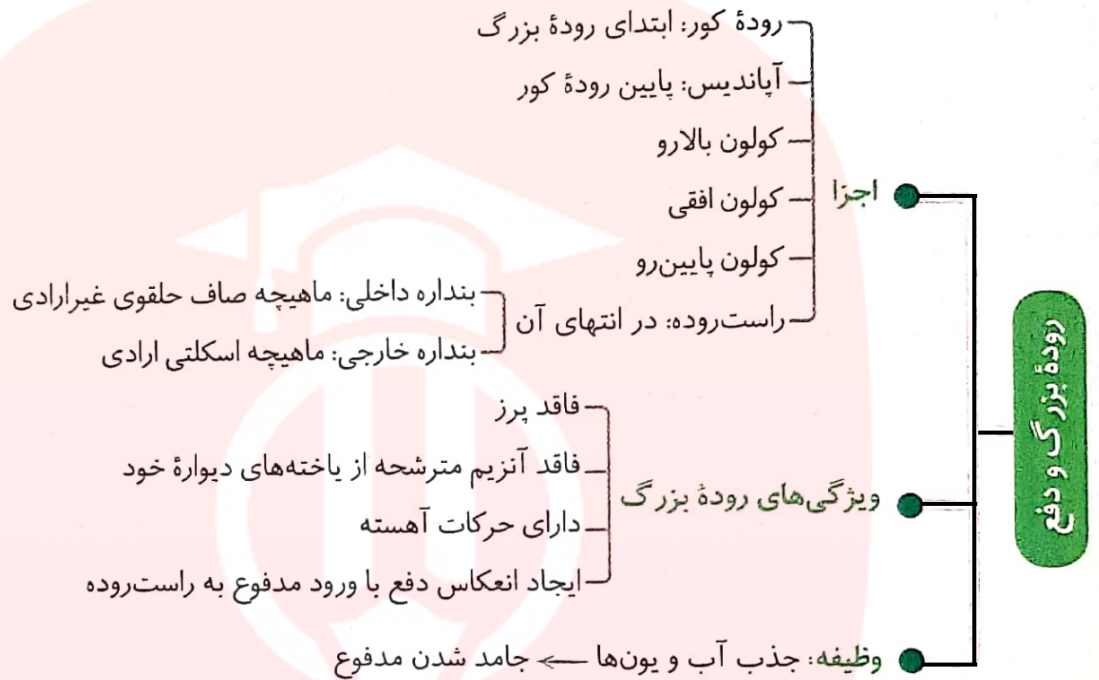 رودهٔ بزرگ و دفع
اجزا
رودهٔ کور: ابتدای رودهٔ بزرگ
آپاندیس: پایین رودهٔ کور
کولون بالارو
کولون افقی
کولون پایین‌رو
راست‌روده: در انتهای آن
بنداره داخلی: ماهیچه صاف حلقوی غیرارادی
بنداره خارجی: ماهیچه اسکلتی ارادی
ویژگی‌های رودهٔ بزرگ
فاقد پرز
فاقد آنزیم مترشحه از یاخته‌های دیوارهٔ خود
دارای حرکات آهسته
ایجاد انعکاس دفع با ورود مدفوع به راست‌روده
وظیفه: جذب آب و یون‌ها ← جامد شدن مدفوع